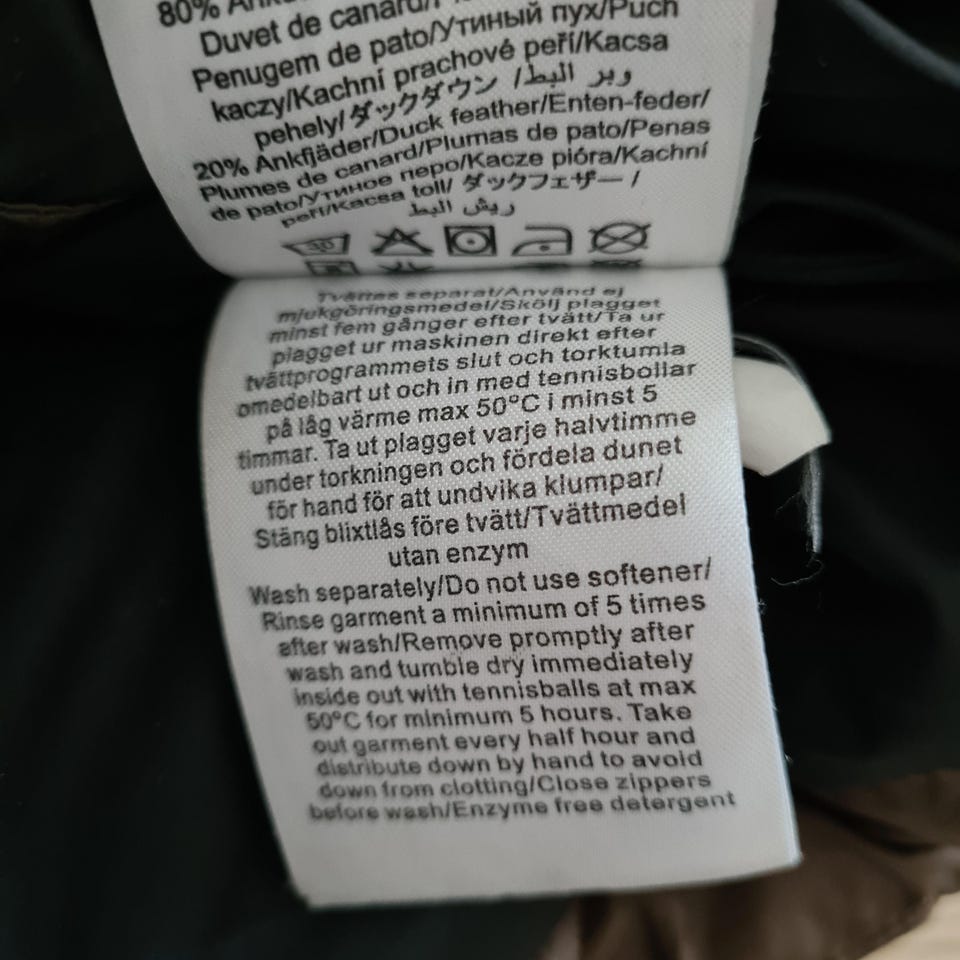 80%
Duvet de canard/
Penugem de pato/Утиный пух/Puch
kaczy/Kachní prachové peří/Kacsa
pehely/ダックダウン /وبر البط
20% Ankfjäder/Duck feather/Enten-feder/
Plumes de canard/Plumas de pato/Penas
de pato/Утиное перо/Kacze pióra/Kachní
peří/Kacsa toll/ ダックフェザー /
ريش البط
30
Tvättas separat/Använd ej
mjukgöringsmedel/Skölj plagget
minst fem gånger efter tvätt/Ta ur
plagget ur maskinen direkt efter
tvättprogrammets slut och torktumla
omedelbart ut och in med tennisbollar
på låg värme max 50°C i minst 5
timmar. Ta ut plagget varje halvtimme
under torkningen och fördela dunet
för hand för att undvika klumpar/
Stäng blixtlås före tvätt/Tvättmedel
utan enzym
Wash separately/Do not use softener/
Rinse garment a minimum of 5 times
after wash/Remove promptly after
wash and tumble dry immediately
inside out with tennisballs at max
50°C for minimum 5 hours. Take
out garment every half hour and
distribute down by hand to avoid
down from clotting/Close zippers
before wash/Enzyme free detergent